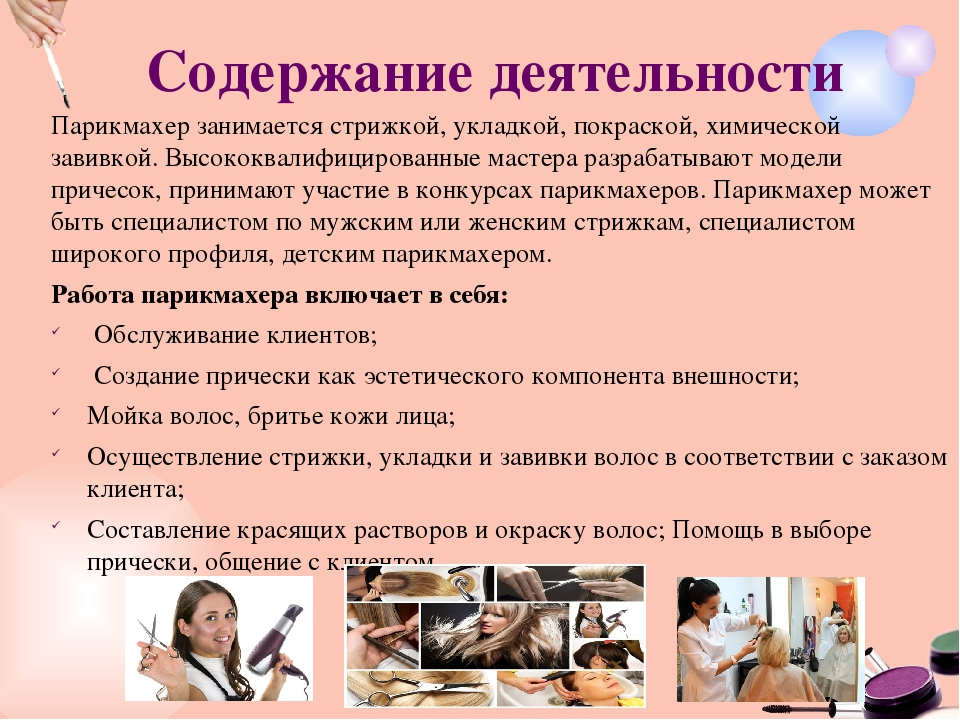 Содержание деятельности
Парикмахер занимается стрижкой, укладкой, покраской, химической
завивкой. Высококвалифицированные мастера разрабатывают модели
причесок, принимают участие в конкурсах парикмахеров. Парикмахер может
быть специалистом по мужским или женским стрижкам, специалистом
широкого профиля, детским парикмахером.
Работа парикмахера включает в себя:
Обслуживание клиентов;
Создание прически как эстетического компонента внешности;
Мойка волос, бритье кожи лица;
Осуществление стрижки, укладки и завивки волос в соответствии с заказом
клиента;
Составление красящих растворов и окраску волос; Помощь в выборе
прически, общение с клиентом